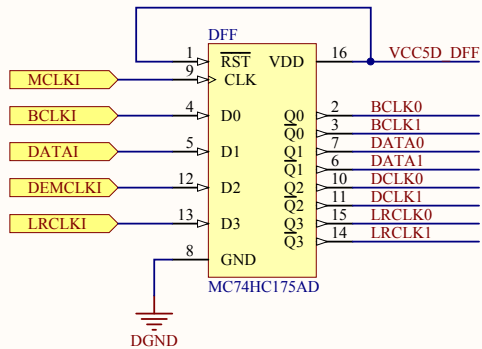 DFF
1 RST VDD 16 VCC5D_DFF
MCLKI 9 CLK
BCLKI 4 D0 Q0 2 BCLK0
Q0 3 BCLK1
DATAI 5 D1 Q1 7 DATA0
Q1 6 DATA1
DEMCLKI 12 D2 Q2 10 DCLK0
Q2 11 DCLK1
LRCLKI 13 D3 Q3 15 LRCLK0
Q3 14 LRCLK1
8 GND
MC74HC175AD
DGND